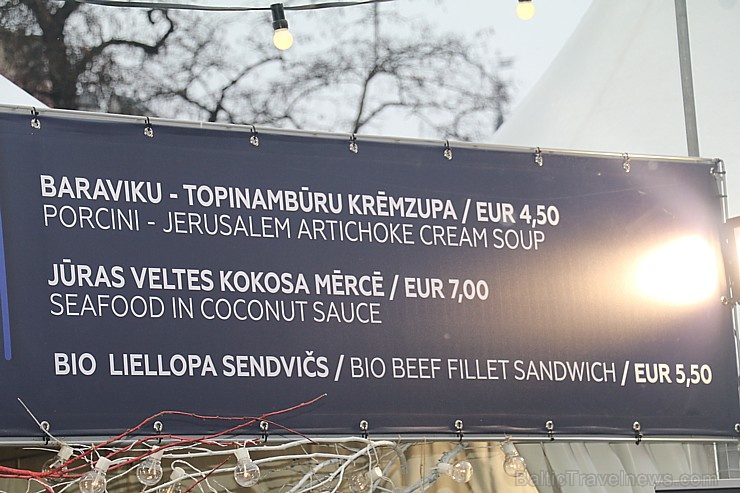 BARAVIKU - TOPINAMBŪRU KRĒMZUPA / EUR 4,50
PORCINI - JERUSALEM ARTICHOKE CREAM SOUP
JŪRAS VELTES KOKOSA MĒRCĒ / EUR 7,00
SEAFOOD IN COCONUT SAUCE
BIO LIELLOPA SENDVIČS / BIO BEEF FILLET SANDWICH / EUR 5,50
BalticTravelnews.com